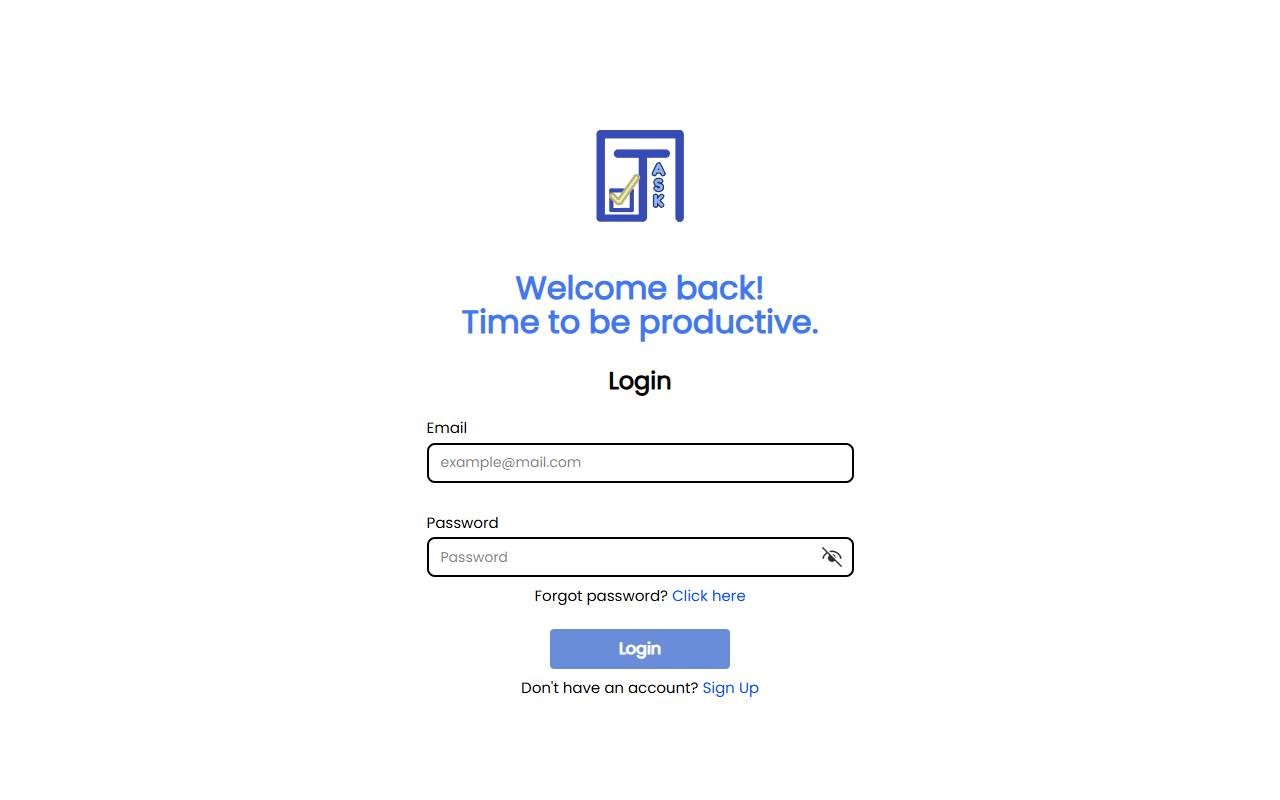 TASK
Welcome back!
Time to be productive.
Login
Email
example@mail.com
Password
Password
Forgot password? Click here
Login
Don't have an account? Sign Up